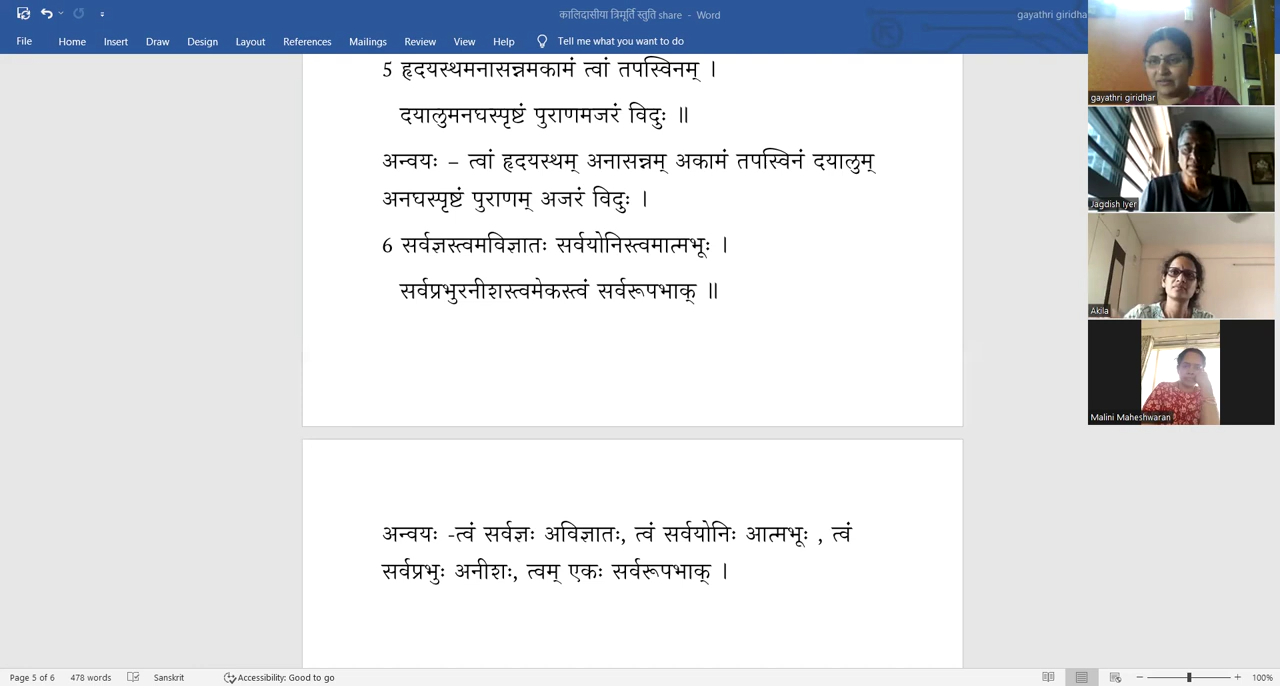 कालिदासीया त्रिमूर्ति स्तुति share - Word
gayathri giridha
File Home Insert Draw Design Layout References Mailings Review View Help Tell me what you want to do
5 हृदयस्थमनासन्नमकामं त्वां तपस्विनम् ।
दयालुमनघस्पृष्टं पुराणमजरं विदुः ॥
अन्वयः – त्वां हृदयस्थम् अनासन्नम् अकामं तपस्विनं दयालुम्
अनघस्पृष्टं पुराणम् अजरं विदुः ।
6 सर्वज्ञस्त्वमविज्ञातः सर्वयोनिस्त्वमात्मभूः ।
सर्वप्रभुरनीशस्त्वमेकस्त्वं सर्वरूपभाक् ॥
अन्वयः -त्वं सर्वज्ञः अविज्ञातः, त्वं सर्वयोनिः आत्मभूः , त्वं
सर्वप्रभुः अनीशः, त्वम् एकः सर्वरूपभाक् ।
gayathri giridhar
Jagdish Iyer
Akila
Malini Maheshwaran
Page 5 of 6 478 words Sanskrit Accessibility: Good to go 100%